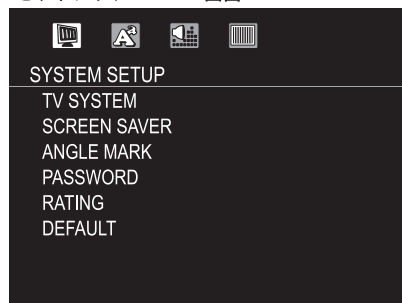 SYSTEM SETUP
TV SYSTEM
SCREEN SAVER
ANGLE MARK
PASSWORD
RATING
DEFAULT